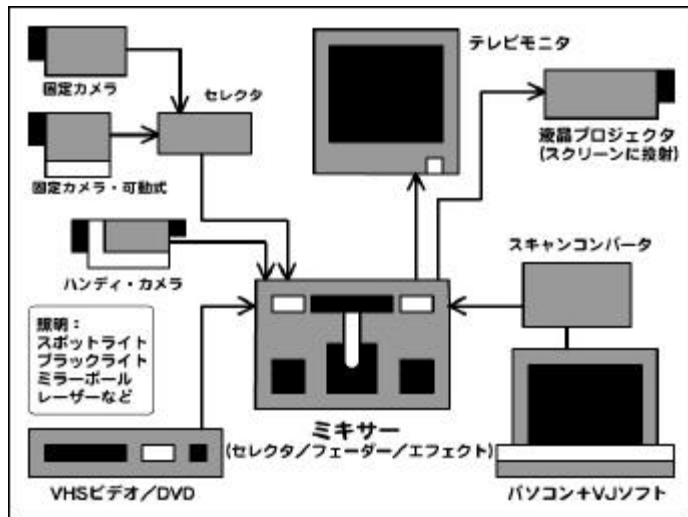 固定カメラ
セレクタ
固定カメラ・可動式
ハンディ・カメラ
テレビモニタ
液晶プロジェクタ
(スクリーンに投射)
スキャンコンバータ
照明：
スポットライト
ブラックライト
ミラーボール
レーザーなど
ミキサー
(セレクタ／フェーダー／エフェクト)
VHSビデオ／DVD
パソコン＋VJソフト